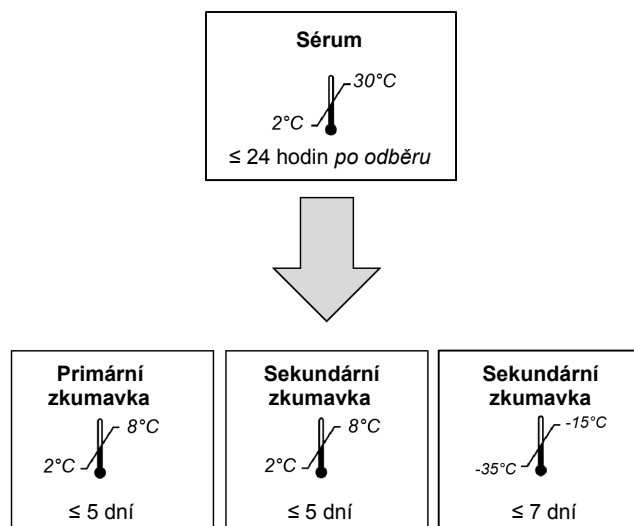 Sérum
30°C
2°C
≤ 24 hodin po odběru
Primární
zkumavka
8°C
2°C
≤ 5 dní
Sekundární
zkumavka
8°C
2°C
≤ 5 dní
Sekundární
zkumavka
-15°C
-35°C
≤ 7 dní